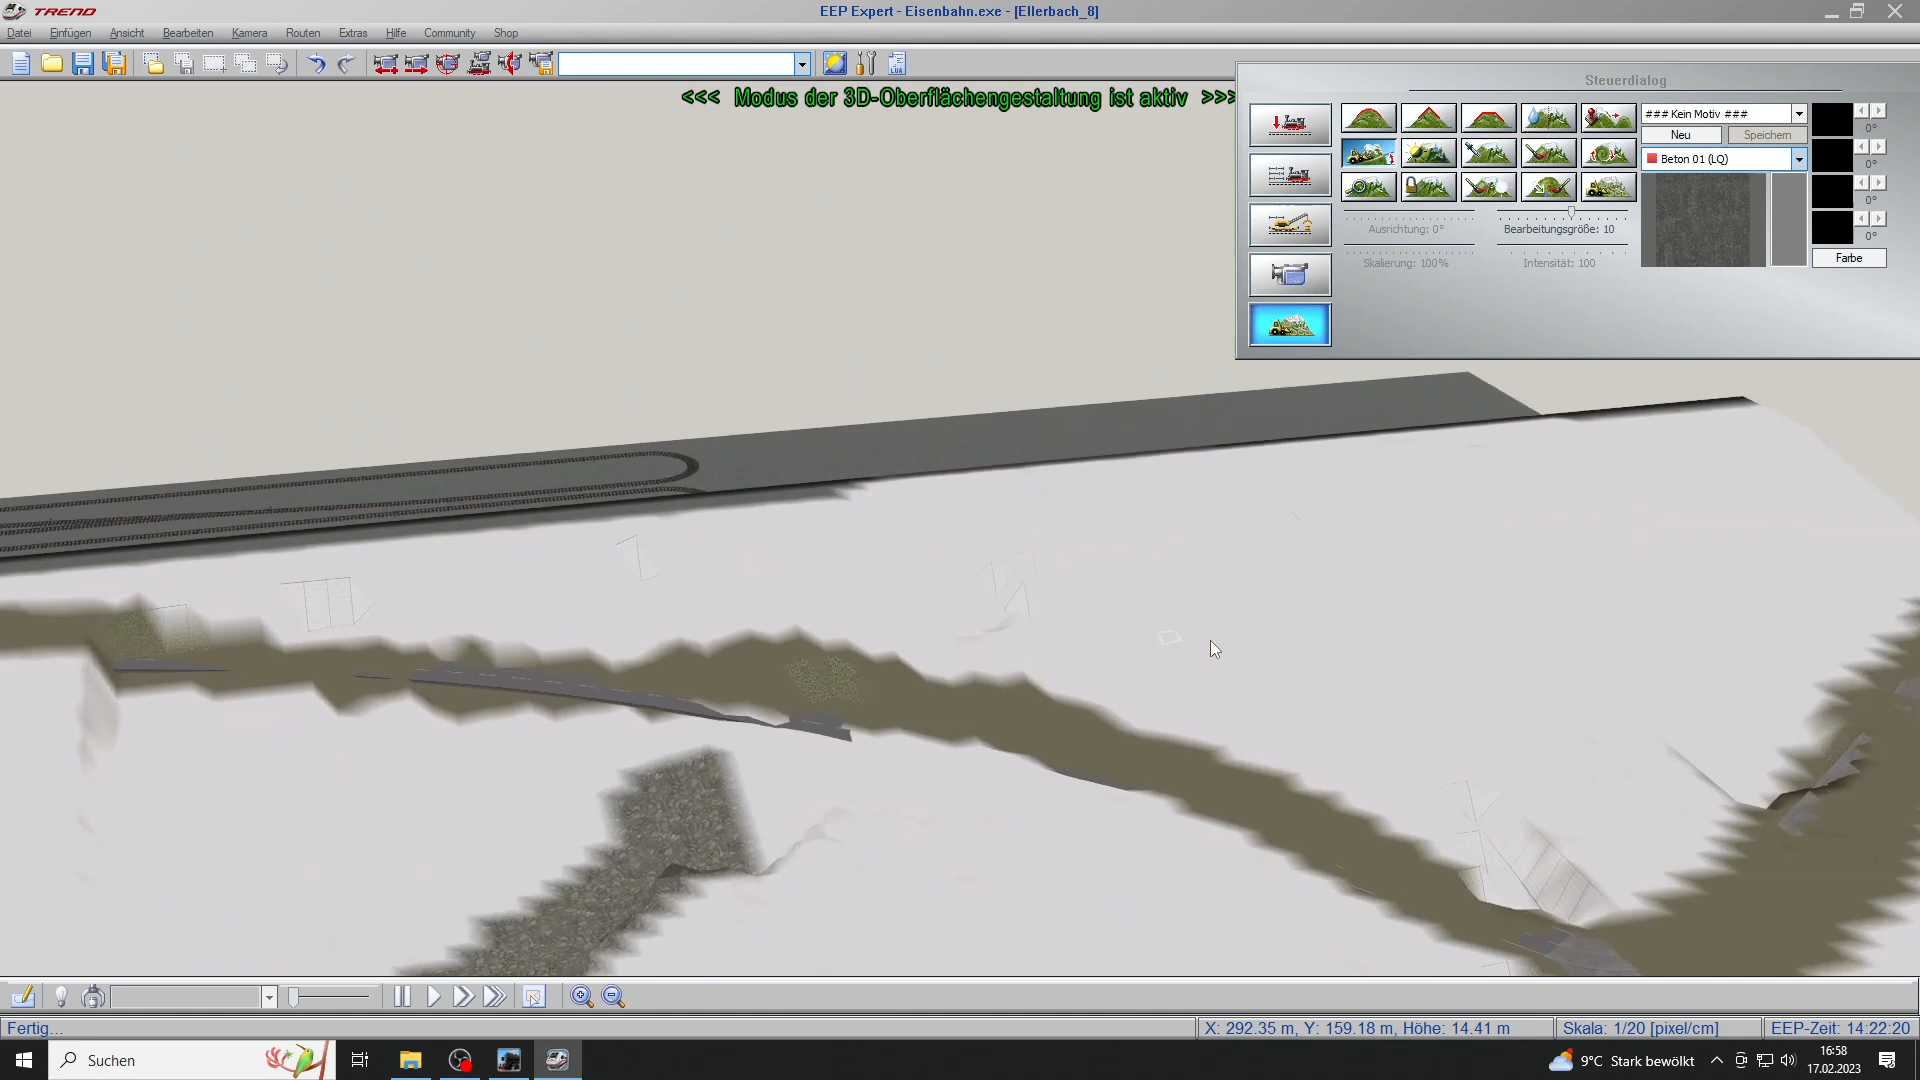 TREND
EEP Expert - Eisenbahn.exe - [Ellerbach_8]
Datei Einfügen Ansicht Bearbeiten Kamera Routen Extras Hilfe Community Shop
LUA
<<< Modus der 3D-Oberflächengestaltung ist aktiv >>>
Steuerdialog
### Kein Motiv ###
0°
Neu Speichern
Beton 01 (LQ)
0°
0°
Ausrichtung: 0° Bearbeitungsgröße: 10
0°
Skalierung: 100% Intensität: 100
Farbe
Fertig...
X: 292.35 m, Y: 159.18 m, Höhe: 14.41 m
Skala: 1/20 [pixel/cm]
EEP-Zeit: 14:22:20
Suchen
9°C Stark bewölkt
16:58
17.02.2023